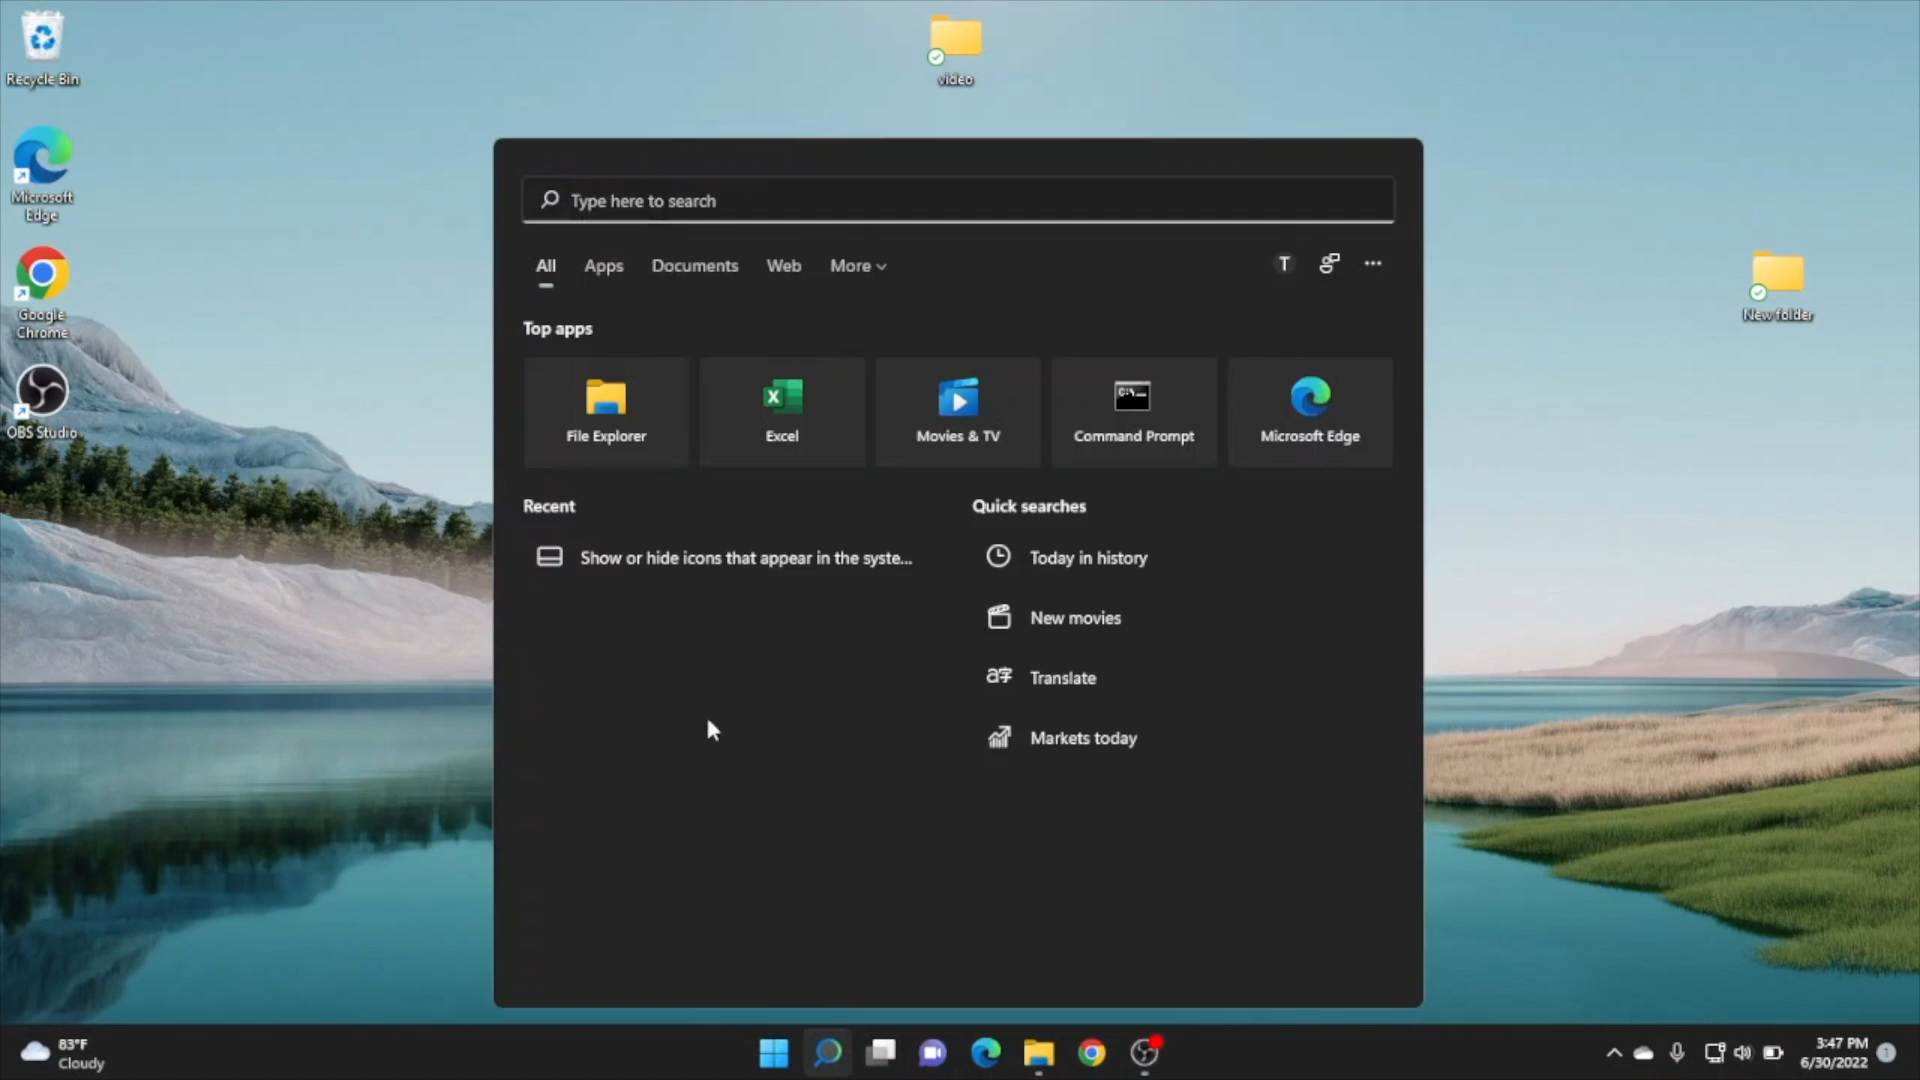 Recycle Bin
Microsoft
Edge
Google
Chrome
OBS Studio
video
New folder
Type here to search
All Apps Documents Web More
T
Top apps
File Explorer
Excel
Movies & TV
Command Prompt
Microsoft Edge
Recent
Show or hide icons that appear in the syste...
Quick searches
Today in history
New movies
Translate
Markets today
83°F
Cloudy
3:47 PM
6/30/2022
1